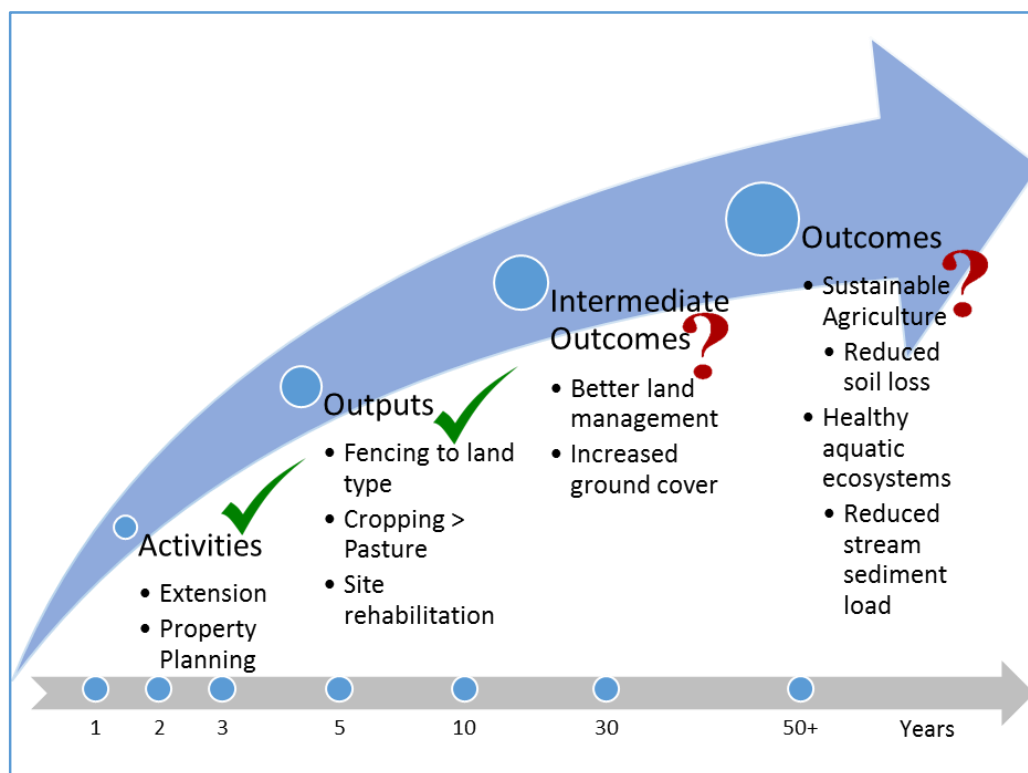 Activities
• Extension
• Property
Planning
Outputs
• Fencing to land
type
• Cropping >
Pasture
• Site
rehabilitation
Intermediate
Outcomes
?
• Better land
management
• Increased
ground cover
Outcomes
?
• Sustainable
Agriculture
• Reduced
soil loss
• Healthy
aquatic
ecosystems
• Reduced
stream
sediment
load
1 2 3 5 10 30 50+ Years